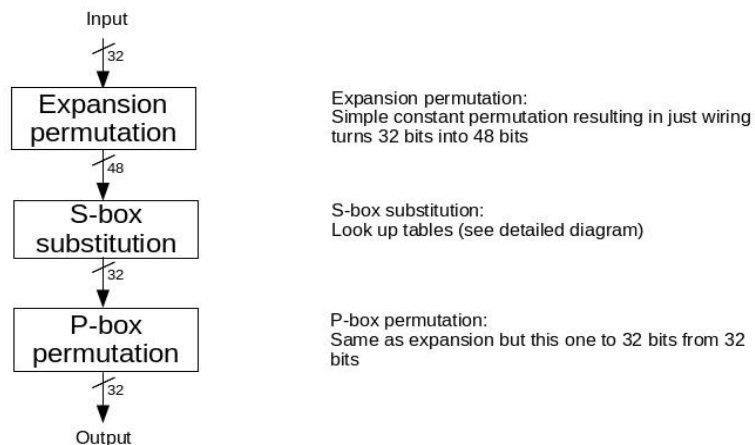 Input
32
Expansion
permutation
Expansion permutation:
Simple constant permutation resulting in just wiring
turns 32 bits into 48 bits
48
S-box
substitution
S-box substitution:
Look up tables (see detailed diagram)
32
P-box
permutation
P-box permutation:
Same as expansion but this one to 32 bits from 32
bits
32
Output